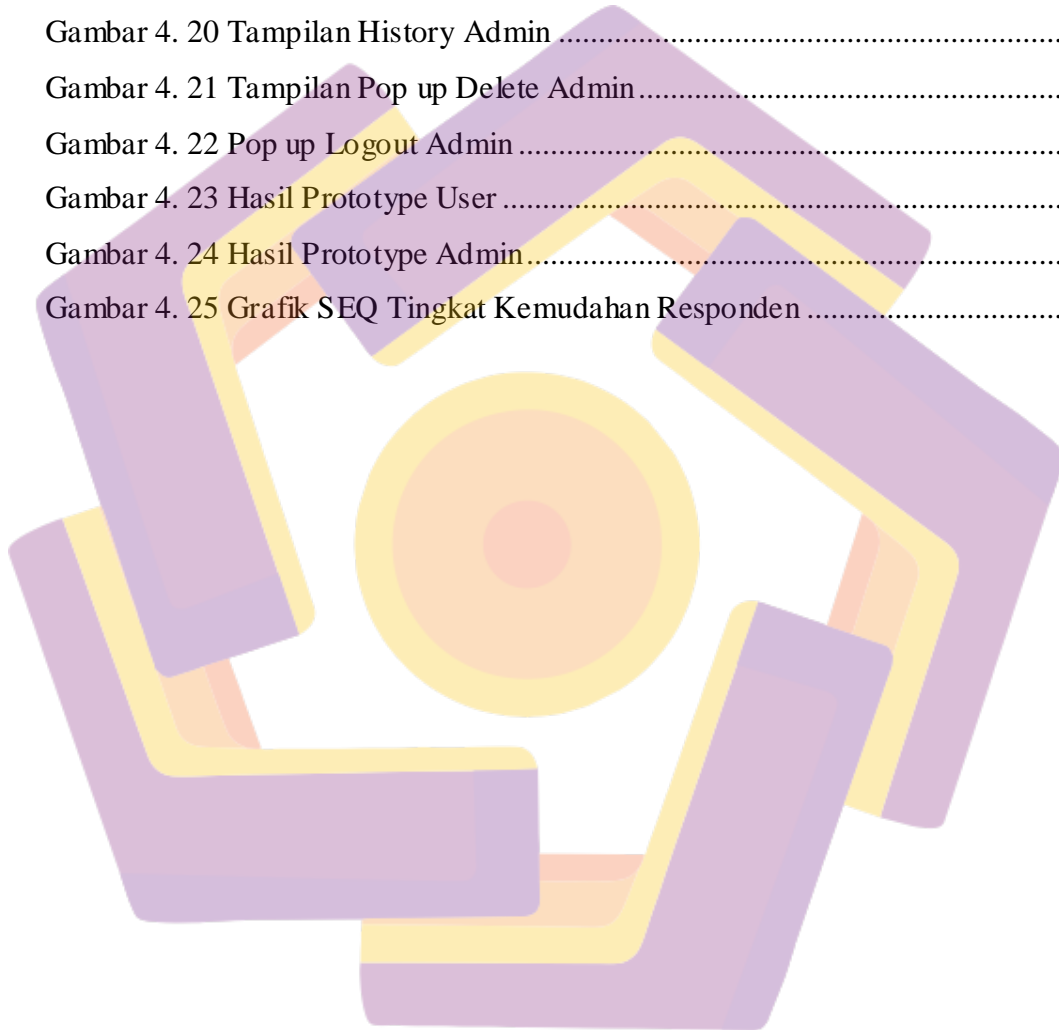 Gambar 4. 20 Tampilan History Admin ................................................................
Gambar 4. 21 Tampilan Pop up Delete Admin .....................................................
Gambar 4. 22 Pop up Logout Admin .....................................................................
Gambar 4. 23 Hasil Prototype User .......................................................................
Gambar 4. 24 Hasil Prototype Admin ....................................................................
Gambar 4. 25 Grafik SEQ Tingkat Kemudahan Responden ................................